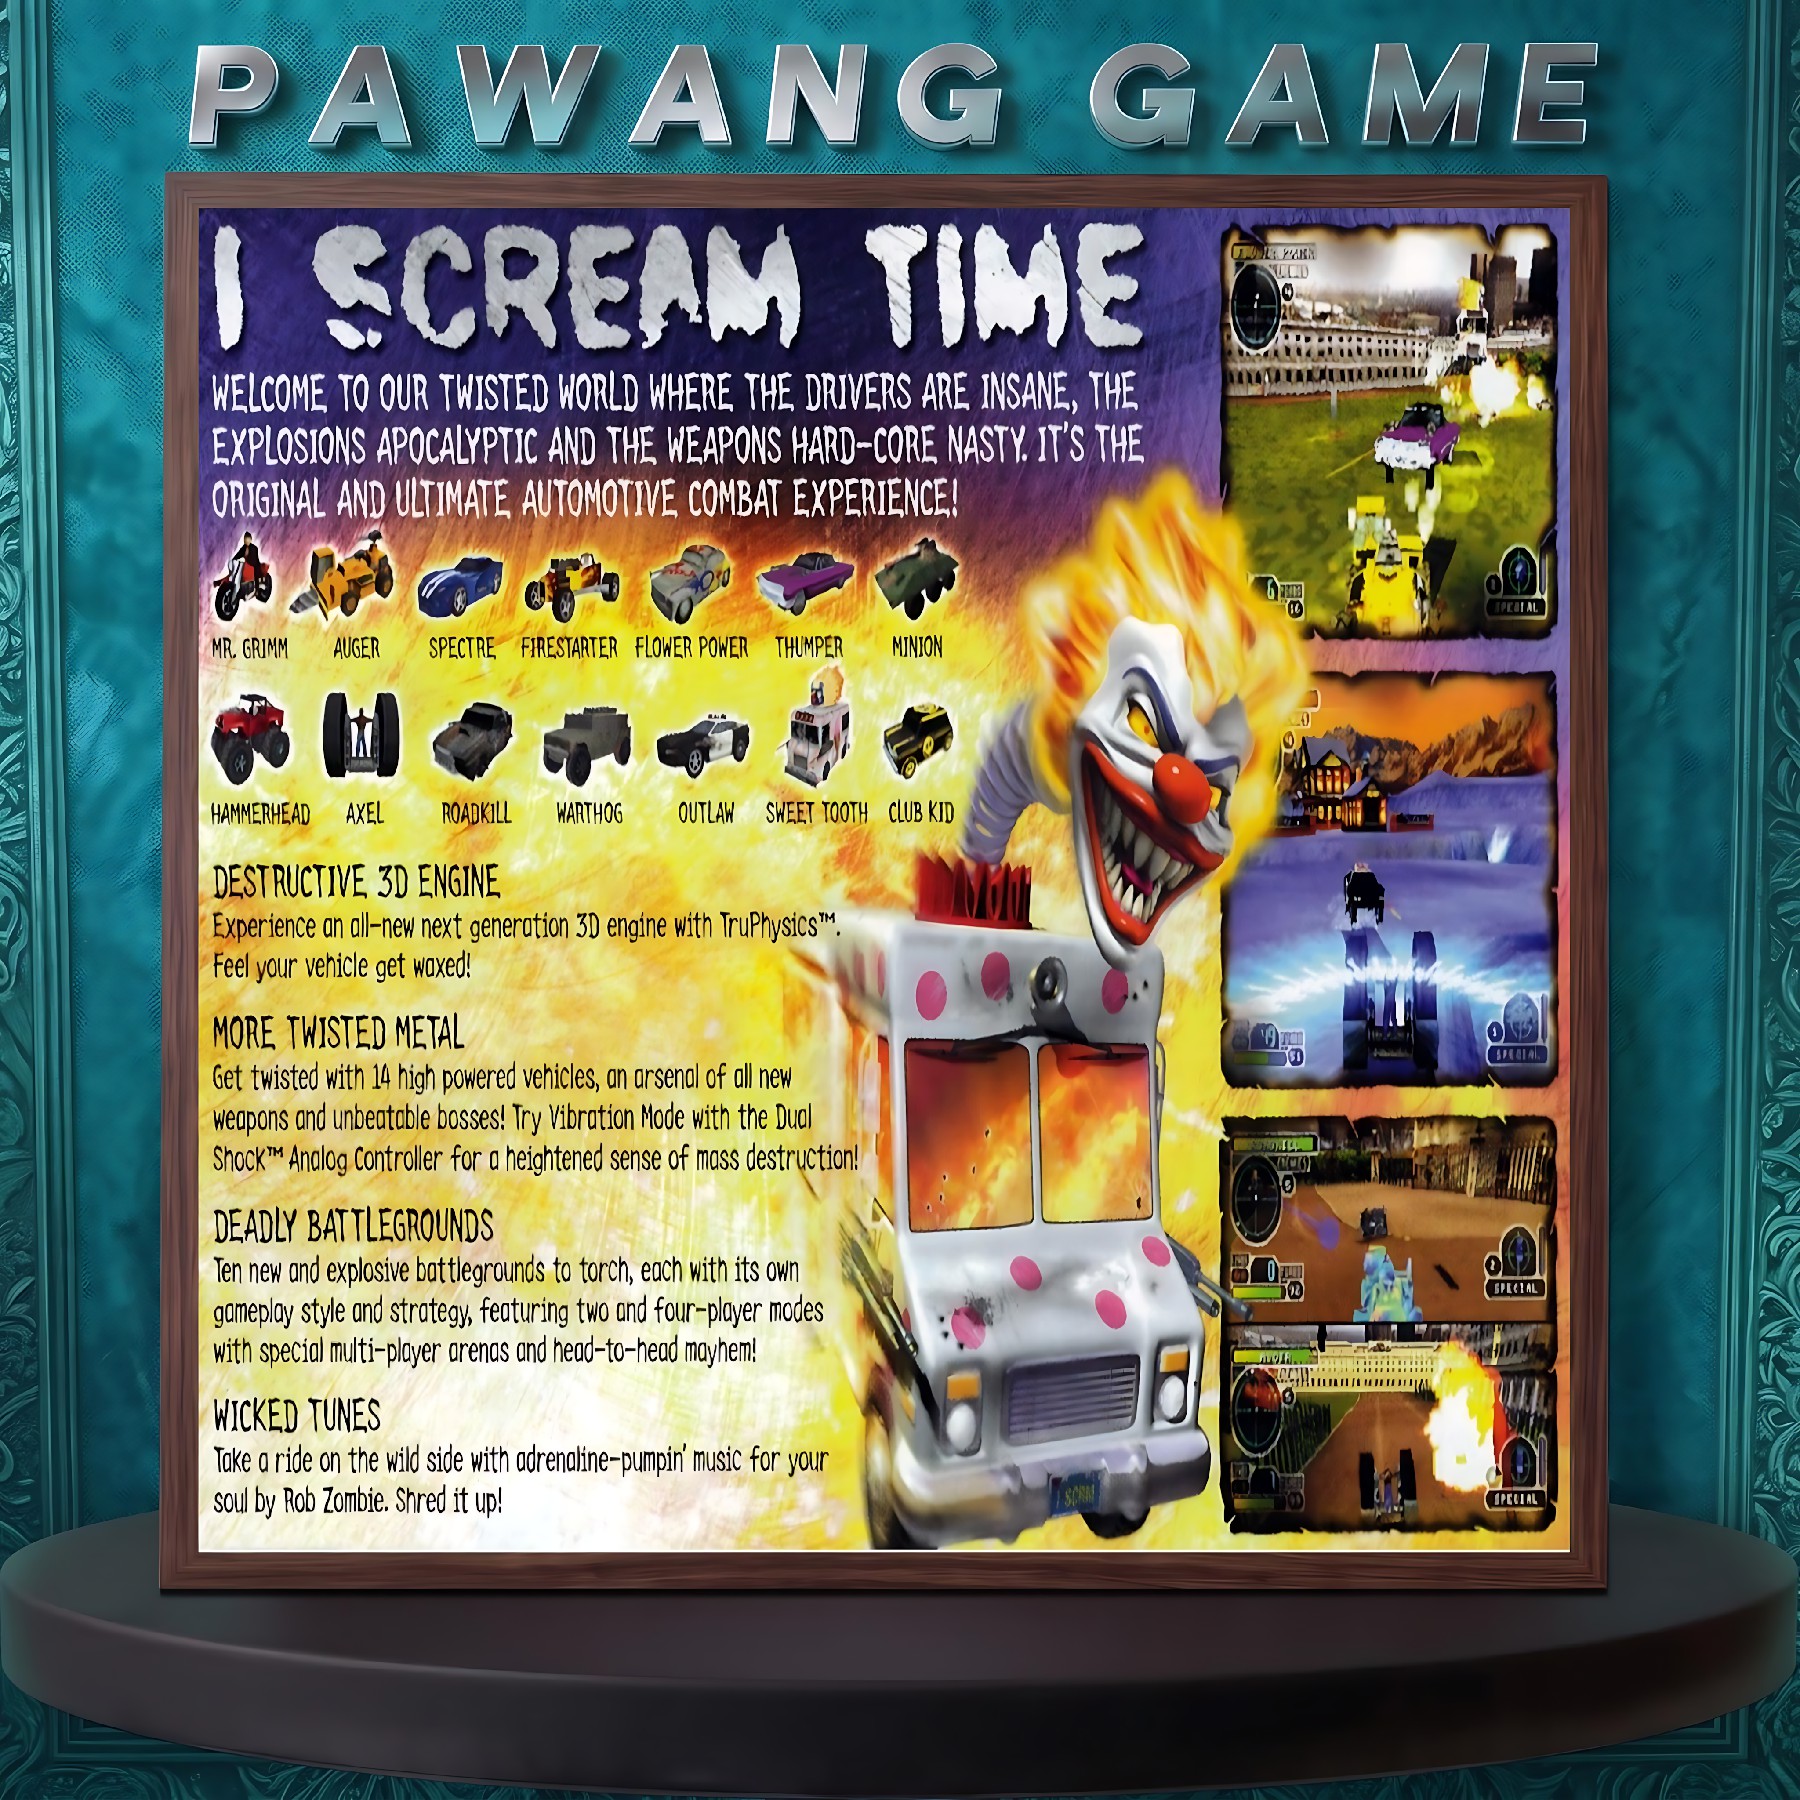 PAWANG GAME
I SCREAM TIME
WELCOME TO OUR TWISTED WORLD WHERE THE DRIVERS ARE INSANE, THE
EXPLOSIONS APOCALYPTIC AND THE WEAPONS HARD-CORE NASTY. IT'S THE
ORIGINAL AND ULTIMATE AUTOMOTIVE COMBAT EXPERIENCE!
MR. GRIMM AUGER SPECTRE FIRESTARTER FLOWER POWER THUMPER MINION
HAMMERHEAD AXEL ROADKILL WARTHOG OUTLAW SWEET TOOTH CLUB KID
DESTRUCTIVE 3D ENGINE
Experience an all-new next generation 3D engine with TruPhysics™.
Feel your vehicle get waxed!
MORE TWISTED METAL
Get twisted with 14 high powered vehicles, an arsenal of all new
weapons and unbeatable bosses! Try Vibration Mode with the Dual
Shock™ Analog Controller for a heightened sense of mass destruction!
DEADLY BATTLEGROUNDS
Ten new and explosive battlegrounds to torch, each with its own
gameplay style and strategy, featuring two and four-player modes
with special multi-player arenas and head-to-head mayhem!
WICKED TUNES
Take a ride on the wild side with adrenaline-pumpin' music for your
soul by Rob Zombie. Shred it up!
I SCRM
SPECIAL
SPECIAL
SPECIAL
SPECIAL